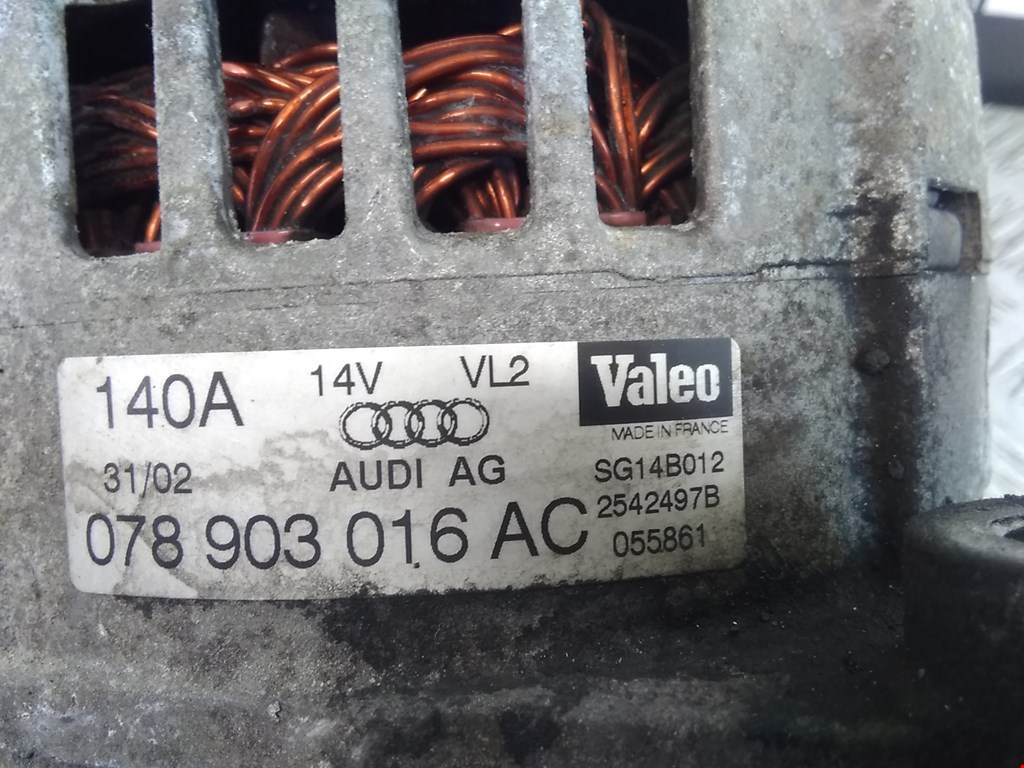 140A 14V VL2 Valeo
MADE IN FRANCE
31/02 AUDI AG SG14B012
2542497B
078 903 016 AC 055861